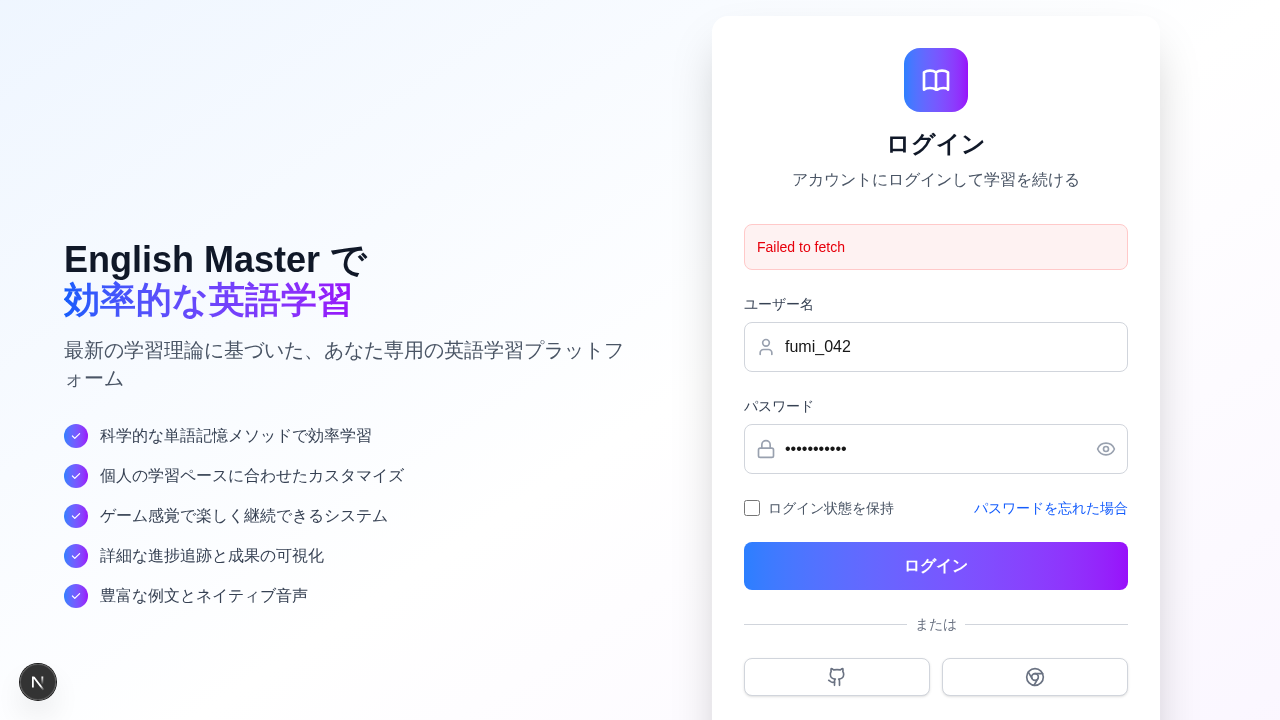 English Master で
効率的な英語学習
最新の学習理論に基づいた、あなた専用の英語学習プラットフ
ォーム
科学的な単語記憶メソッドで効率学習
個人の学習ペースに合わせたカスタマイズ
ゲーム感覚で楽しく継続できるシステム
詳細な進捗追跡と成果の可視化
豊富な例文とネイティブ音声
N
ログイン
アカウントにログインして学習を続ける
Failed to fetch
ユーザー名
fumi_042
パスワード
•••••••••••
ログイン状態を保持
パスワードを忘れた場合
ログイン
または